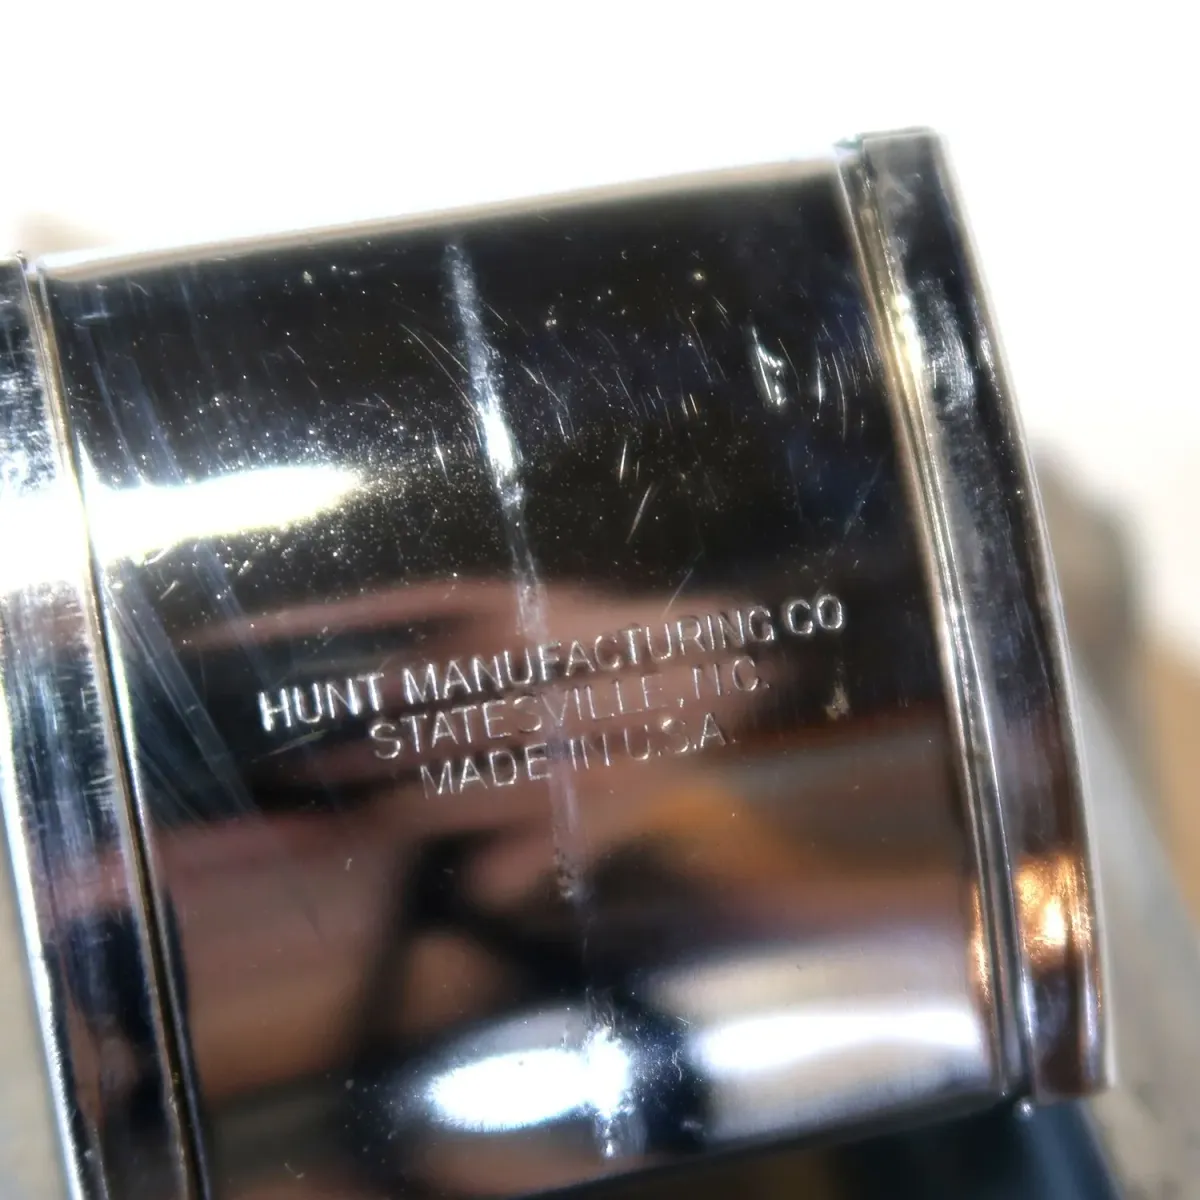 HUNT MANUFACTURING CO
STATESVILLE, N.C.
MADE IN U.S.A.